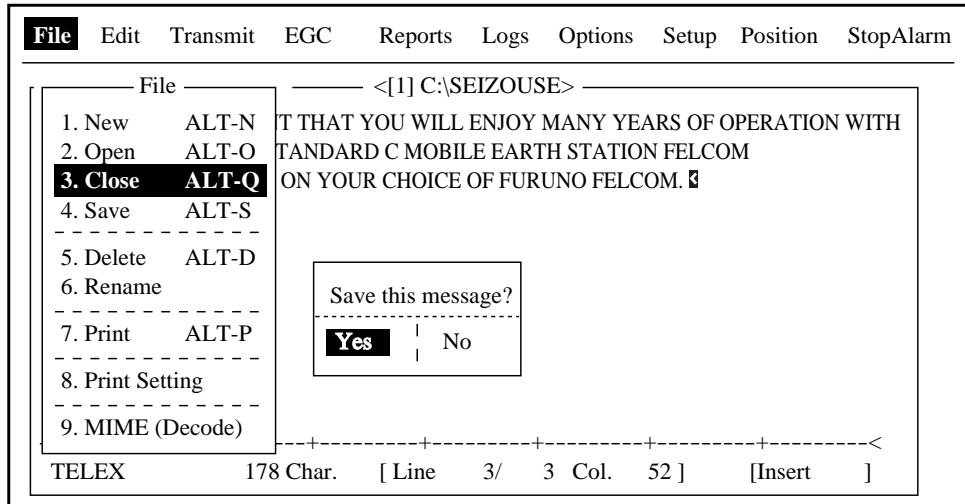 File Edit Transmit EGC Reports Logs Options Setup Position StopAlarm
File
<[1] C:\SEIZOUSE>
1. New ALT-N
2. Open ALT-O
3. Close ALT-Q
4. Save ALT-S
5. Delete ALT-D
6. Rename
7. Print ALT-P
8. Print Setting
9. MIME (Decode)
T THAT YOU WILL ENJOY MANY YEARS OF OPERATION WITH
TANDARD C MOBILE EARTH STATION FELCOM
ON YOUR CHOICE OF FURUNO FELCOM.
Save this message?
Yes No
TELEX 178 Char. [ Line 3/ 3 Col. 52 ] [Insert ]